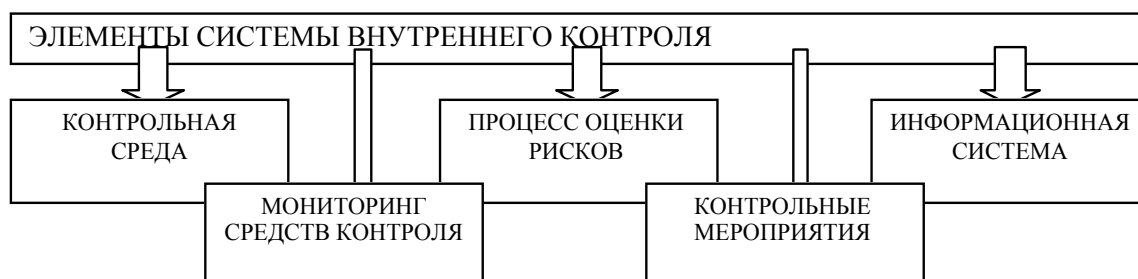 ЭЛЕМЕНТЫ СИСТЕМЫ ВНУТРЕННЕГО КОНТРОЛЯ
КОНТРОЛЬНАЯ
СРЕДА
ПРОЦЕСС ОЦЕНКИ
РИСКОВ
ИНФОРМАЦИОННАЯ
СИСТЕМА
МОНИТОРИНГ
СРЕДСТВ КОНТРОЛЯ
КОНТРОЛЬНЫЕ
МЕРОПРИЯТИЯ